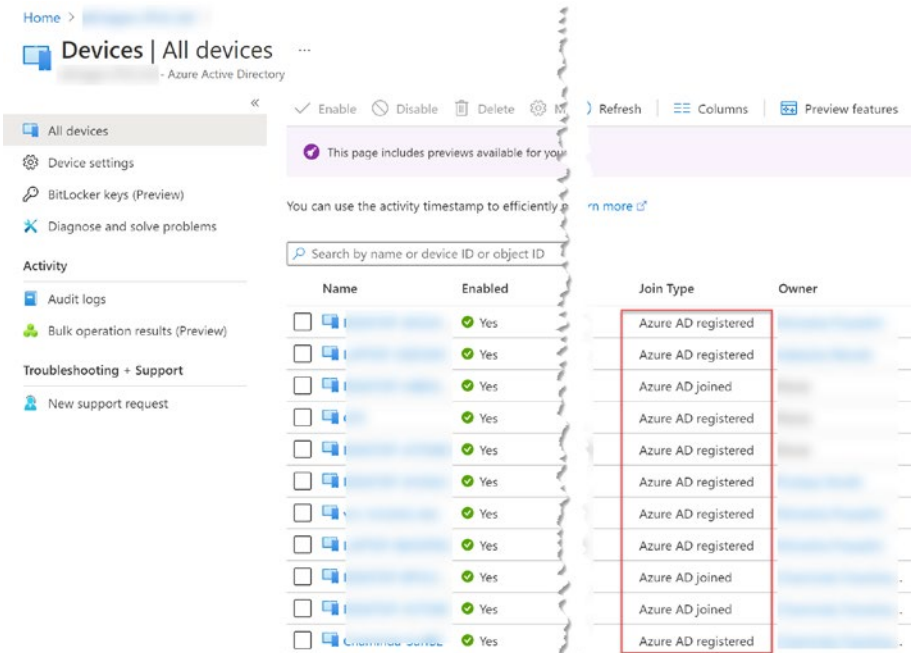 Home >
Devices | All devices ...
- Azure Active Directory
«
All devices
Device settings
BitLocker keys (Preview)
Diagnose and solve problems
Activity
Audit logs
Bulk operation results (Preview)
Troubleshooting + Support
New support request
Enable Disable Delete Refresh Columns Preview features
This page includes previews available for you
You can use the activity timestamp to efficiently more
Search by name or device ID or object ID
Name Enabled Join Type Owner
Yes Azure AD registered
Yes Azure AD registered
Yes Azure AD joined
Yes Azure AD registered
Yes Azure AD registered
Yes Azure AD registered
Yes Azure AD registered
Yes Azure AD registered
Yes Azure AD joined
Yes Azure AD joined
Yes Azure AD registered